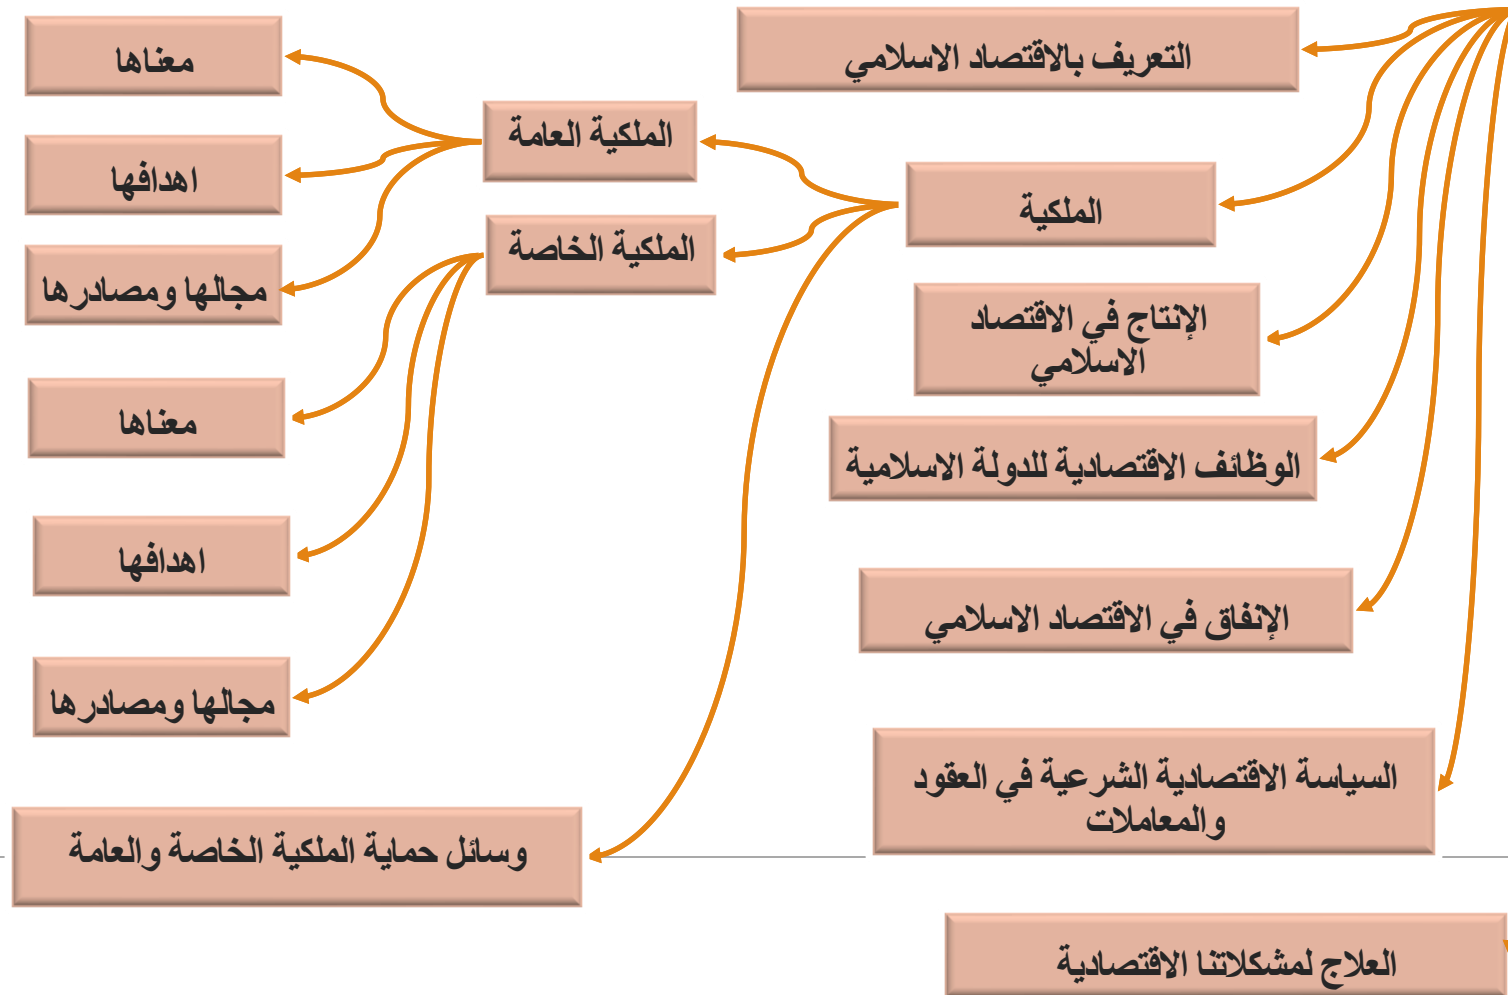 التعريف بالاقتصاد الاسلامي
الملكية
الملكية العامة
معناها
اهدافها
مجالها ومصادرها
الملكية الخاصة
معناها
اهدافها
مجالها ومصادرها
وسائل حماية الملكية الخاصة والعامة
الإنتاج في الاقتصاد
الاسلامي
الوظائف الاقتصادية للدولة الاسلامية
الإنفاق في الاقتصاد الاسلامي
السياسة الاقتصادية الشرعية في العقود
والمعاملات
العلاج لمشكلاتنا الاقتصادية